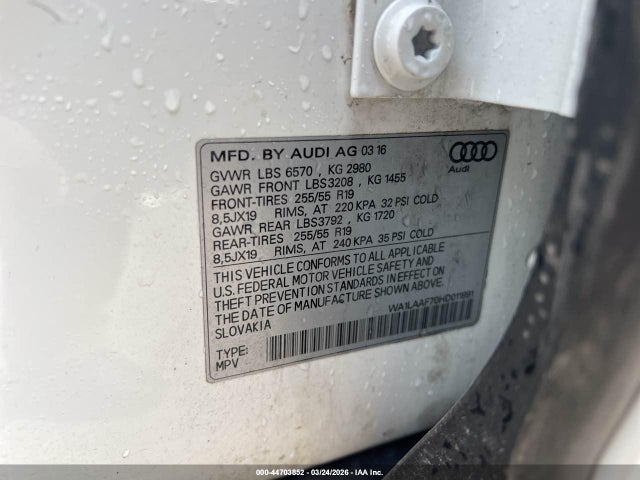 MFD. BY AUDI AG 03 16
Audi
GVWR LBS 6570 , KG 2980
GAWR FRONT LBS3208 , KG 1455
FRONT-TIRES 255/55 R19
8,5JX19 RIMS, AT 220 KPA 32 PSI COLD
GAWR REAR LBS3792 , KG 1720
REAR-TIRES 255/55 R19
8,5JX19 RIMS, AT 240 KPA 35 PSI COLD
THIS VEHICLE CONFORMS TO ALL APPLICABLE
U.S. FEDERAL MOTOR VEHICLE SAFETY AND
THEFT PREVENTION STANDARDS IN EFFECT ON
THE DATE OF MANUFACTURE SHOWN ABOVE.
SLOVAKIA
WA1LAAF70HD011891
TYPE:
MPV
000-44703852 - 03/24/2026 - IAA Inc.